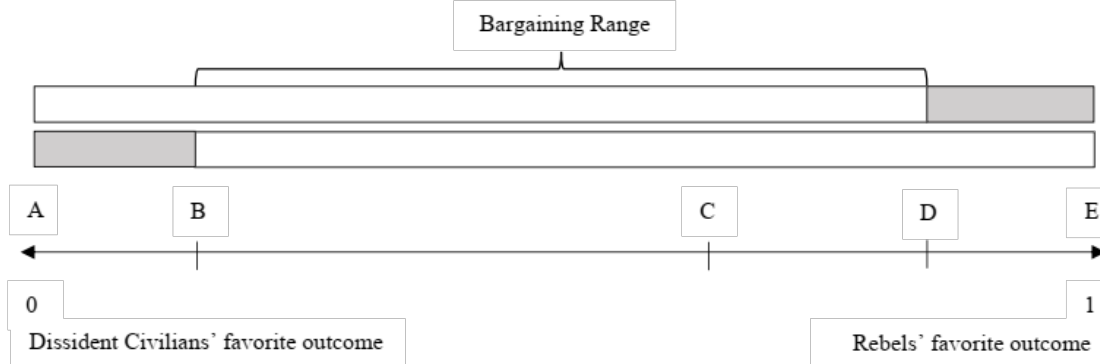 Bargaining Range
A B C D E
0 1
Dissident Civilians’ favorite outcome Rebels’ favorite outcome